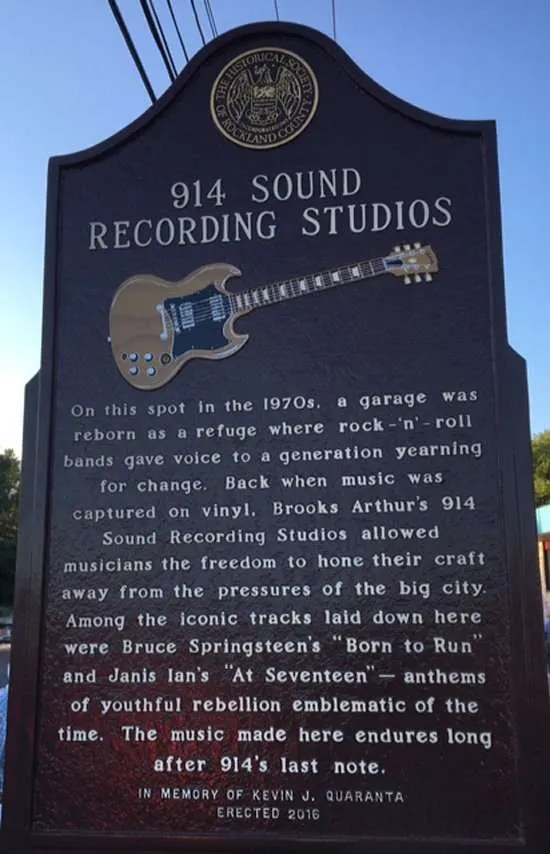 THE HISTORICAL SOCIETY
OF ROCKLAND COUNTY
914 SOUND
RECORDING STUDIOS
On this spot in the 1970s, a garage was
reborn as a refuge where rock-'n'-roll
bands gave voice to a generation yearning
for change. Back when music was
captured on vinyl, Brooks Arthur's 914
Sound Recording Studios allowed
musicians the freedom to hone their craft
away from the pressures of the big city.
Among the iconic tracks laid down here
were Bruce Springsteen's "Born to Run"
and Janis Ian's "At Seventeen" — anthems
of youthful rebellion emblematic of the
time. The music made here endures long
after 914's last note.
IN MEMORY OF KEVIN J. QUARANTA
ERECTED 2016